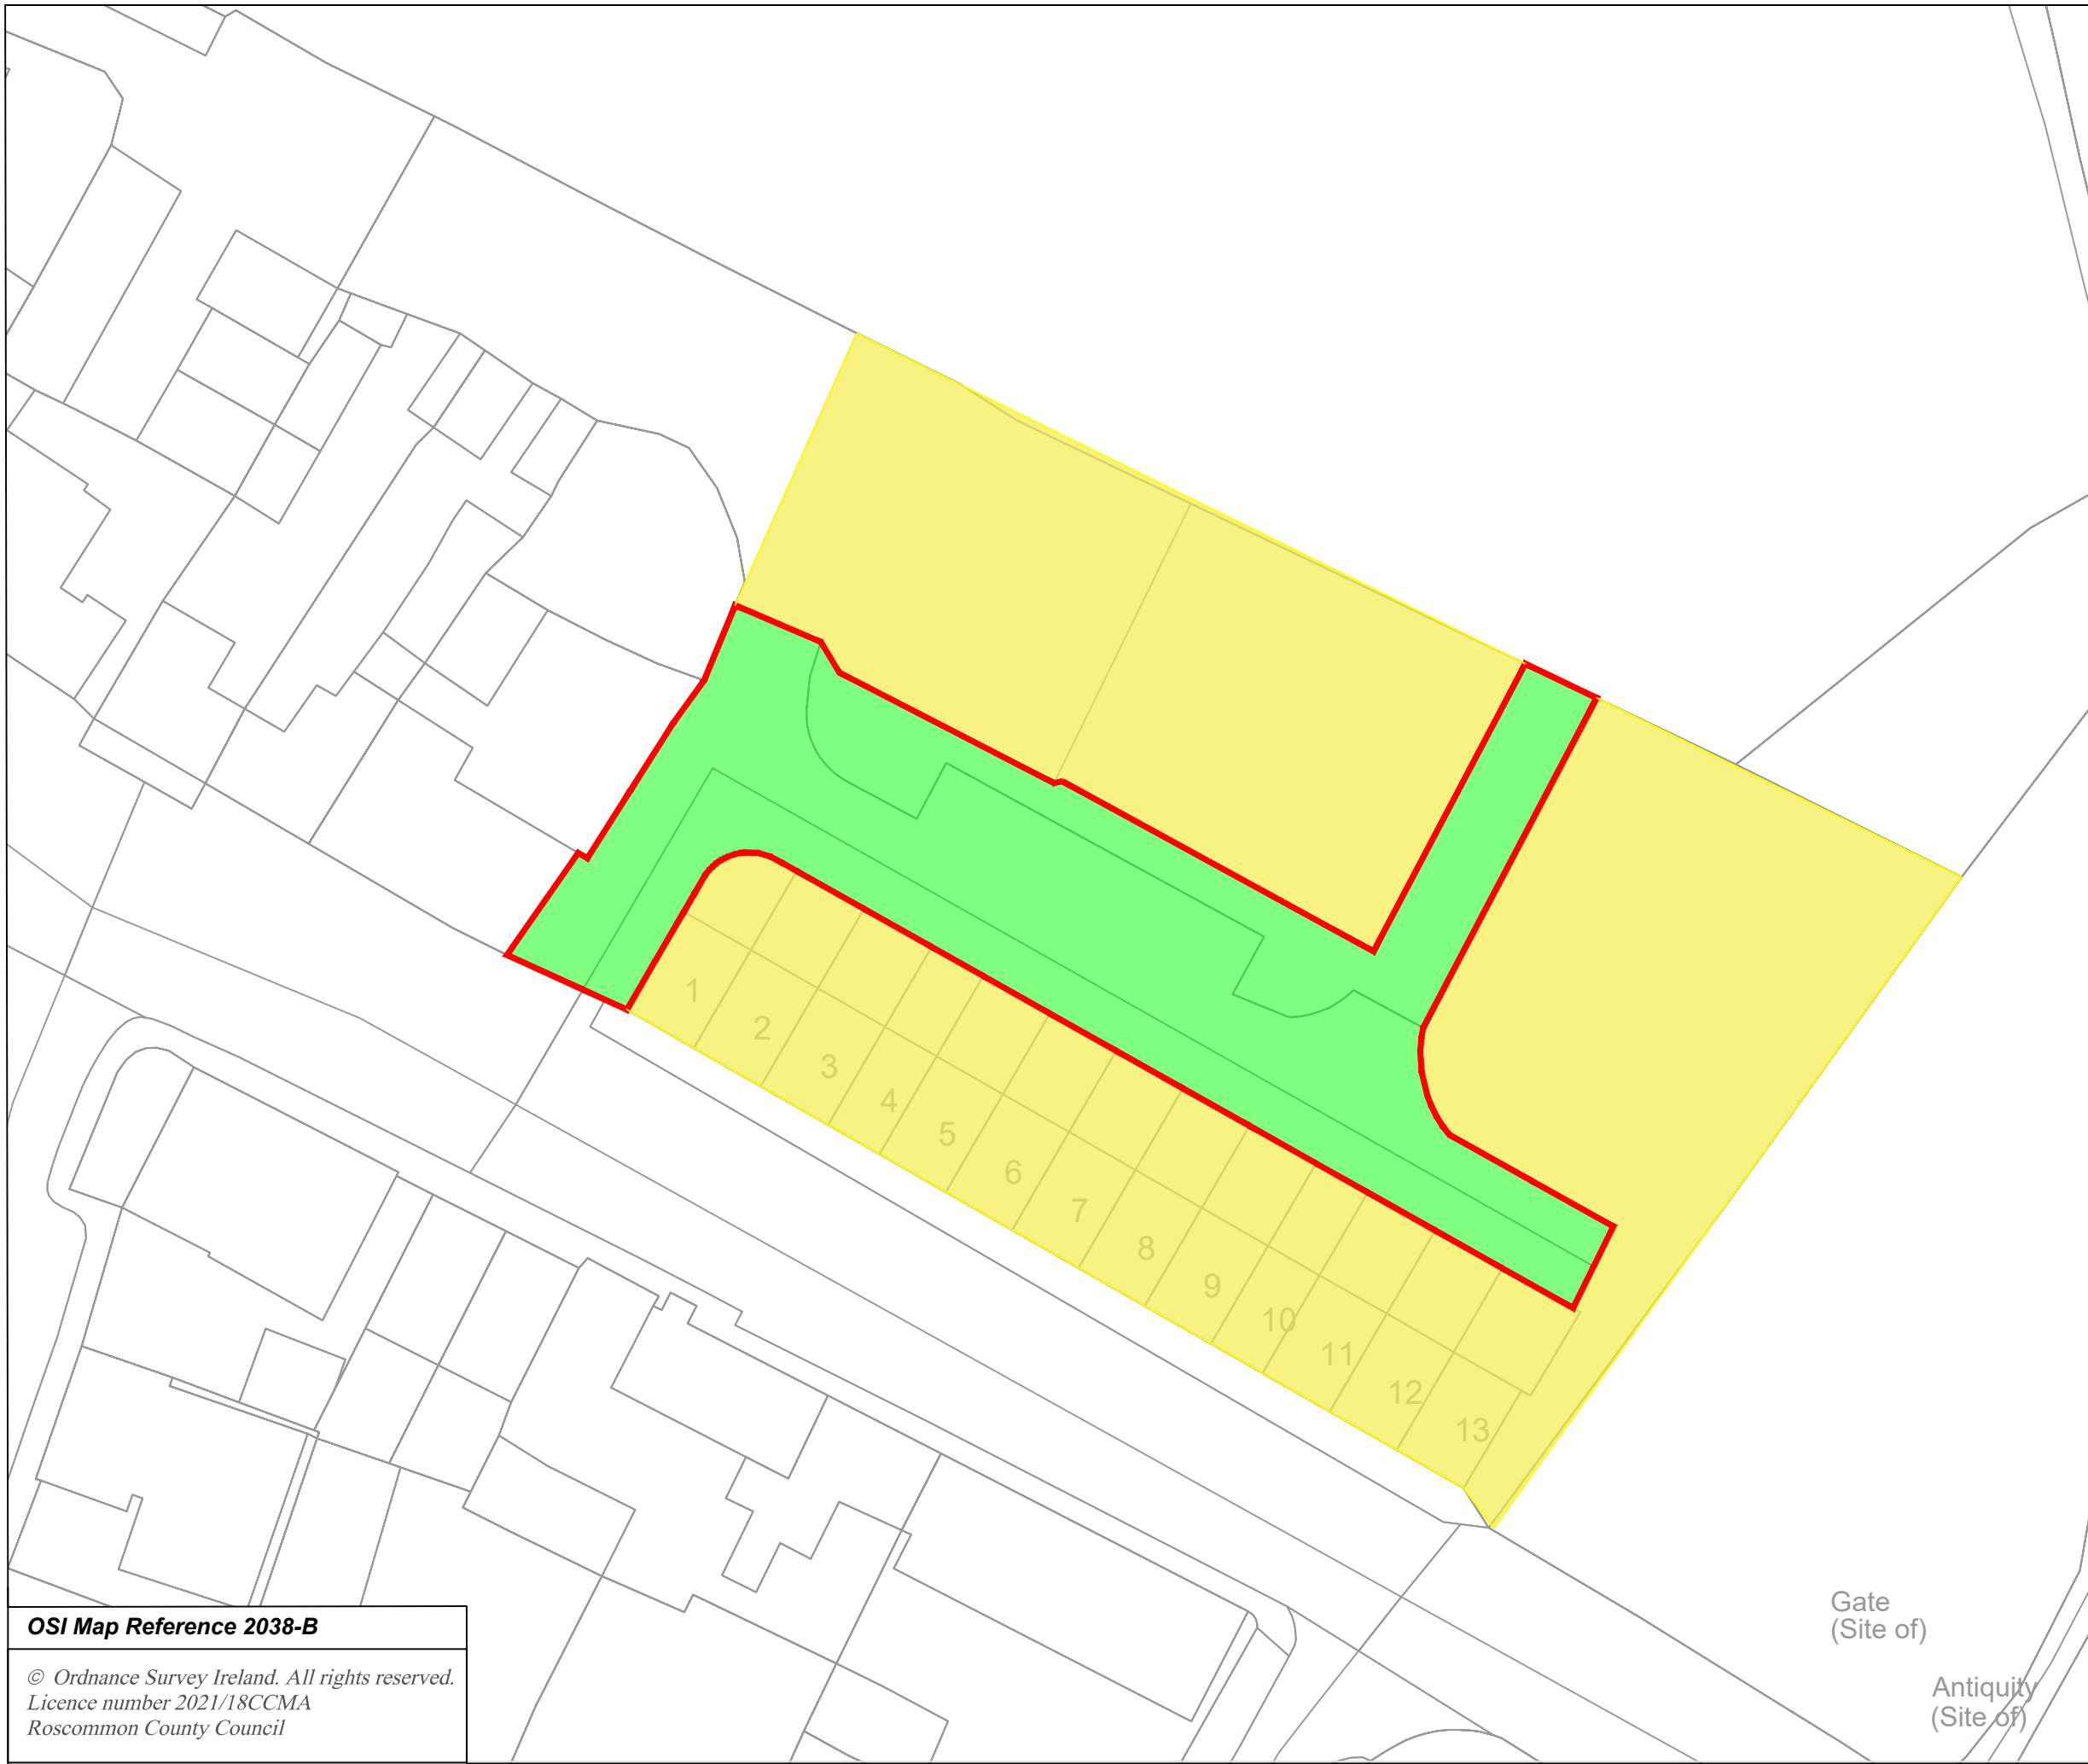 1
2
3
4
5
6
7
8
9
10
11
12
13
Gate
(Site of)
Antiquity
(Site of)
OSI Map Reference 2038-B
© Ordnance Survey Ireland. All rights reserved.
Licence number 2021/18CCMA
Roscommon County Council